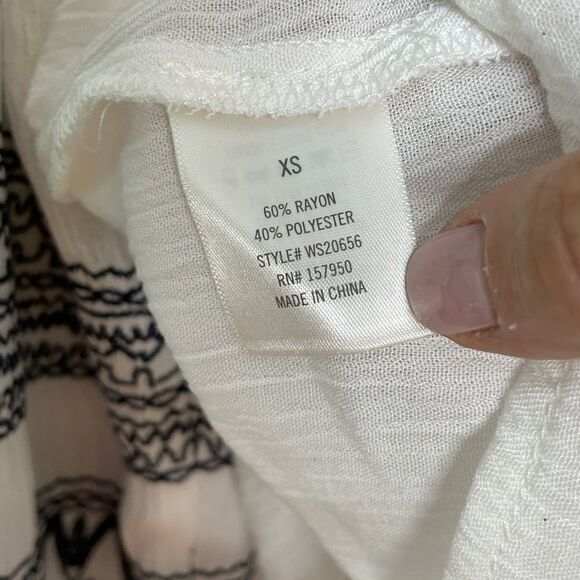 XS
60% RAYON
40% POLYESTER
STYLE# WS20656
RN# 157950
MADE IN CHINA